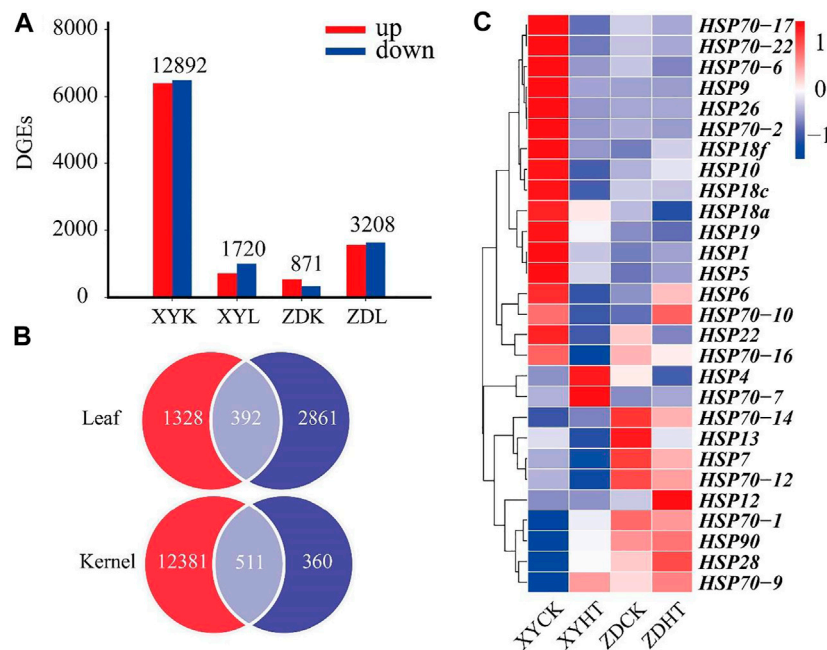 A
DGEs
8000
6000
4000
2000
0
up
down
12892
1720
871
3208
XYK XYL ZDK ZDL
B
Leaf
1328 392 2861
Kernel
12381 511 360
C
HSP70-17
HSP70-22
HSP70-6
HSP9
HSP26
HSP70-2
HSP18f
HSP10
HSP18c
HSP18a
HSP19
HSP1
HSP5
HSP6
HSP70-10
HSP22
HSP70-16
HSP4
HSP70-7
HSP70-14
HSP13
HSP7
HSP70-12
HSP12
HSP70-1
HSP90
HSP28
HSP70-9
1
0
-1
XYCK XYHT ZDCK ZDHT